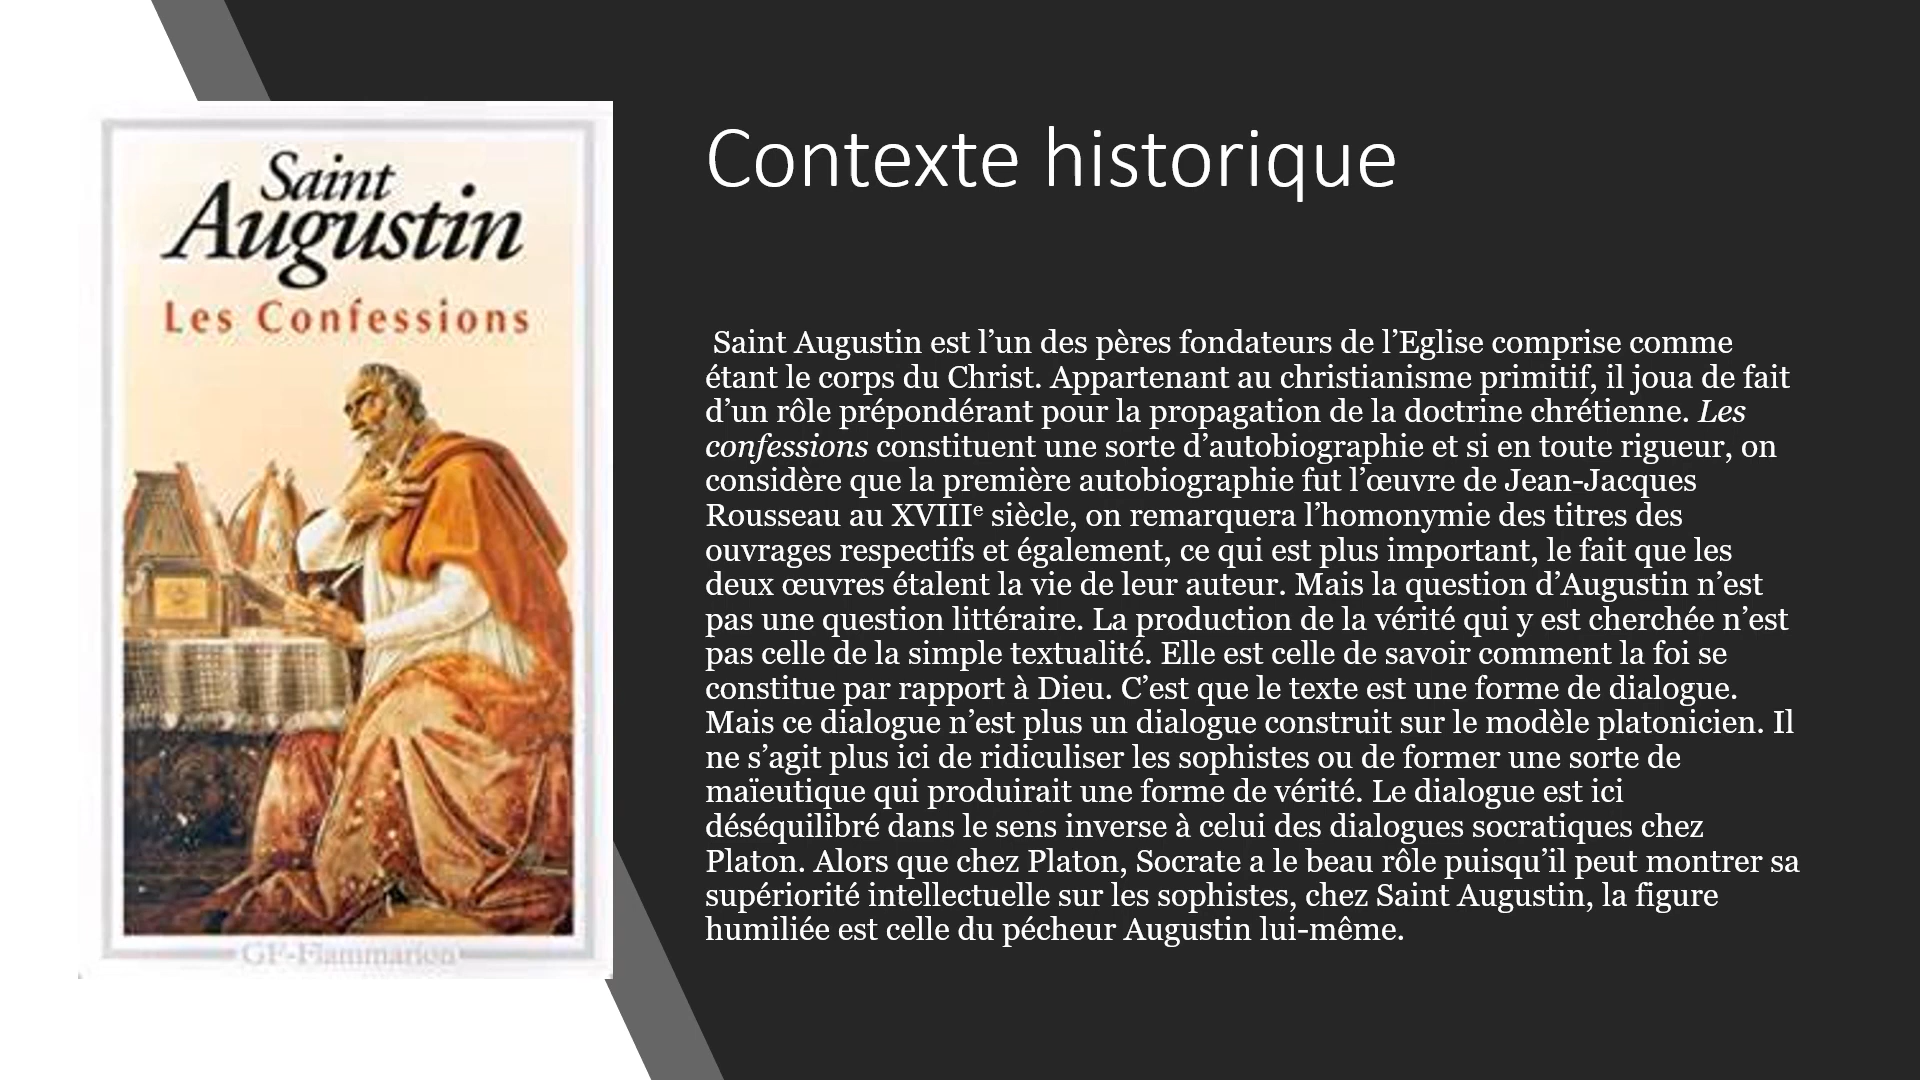 Saint
Augustin
Les Confessions
GF-Flammarion
Contexte historique
Saint Augustin est l’un des pères fondateurs de l’Eglise comprise comme
étant le corps du Christ. Appartenant au christianisme primitif, il joua de fait
d’un rôle prépondérant pour la propagation de la doctrine chrétienne. Les
confessions constituent une sorte d’autobiographie et si en toute rigueur, on
considère que la première autobiographie fut l’œuvre de Jean-Jacques
Rousseau au XVIIIᵉ siècle, on remarquera l’homonymie des titres des
ouvrages respectifs et également, ce qui est plus important, le fait que les
deux œuvres étalent la vie de leur auteur. Mais la question d’Augustin n’est
pas une question littéraire. La production de la vérité qui y est cherchée n’est
pas celle de la simple textualité. Elle est celle de savoir comment la foi se
constitue par rapport à Dieu. C’est que le texte est une forme de dialogue.
Mais ce dialogue n’est plus un dialogue construit sur le modèle platonicien. Il
ne s’agit plus ici de ridiculiser les sophistes ou de former une sorte de
maïeutique qui produirait une forme de vérité. Le dialogue est ici
déséquilibré dans le sens inverse à celui des dialogues socratiques chez
Platon. Alors que chez Platon, Socrate a le beau rôle puisqu’il peut montrer sa
supériorité intellectuelle sur les sophistes, chez Saint Augustin, la figure
humiliée est celle du pécheur Augustin lui-même.